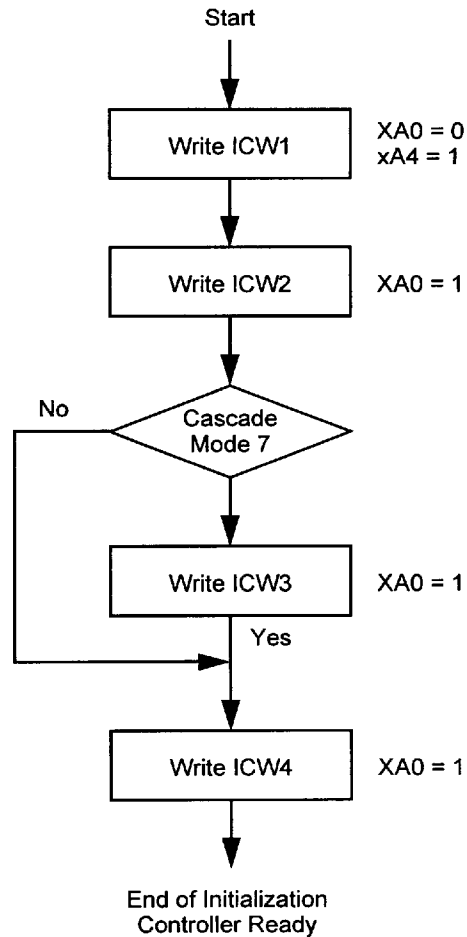 Start
Write ICW1
XA0 = 0
xA4 = 1
Write ICW2
XA0 = 1
No
Cascade
Mode 7
Write ICW3
XA0 = 1
Yes
Write ICW4
XA0 = 1
End of Initialization
Controller Ready